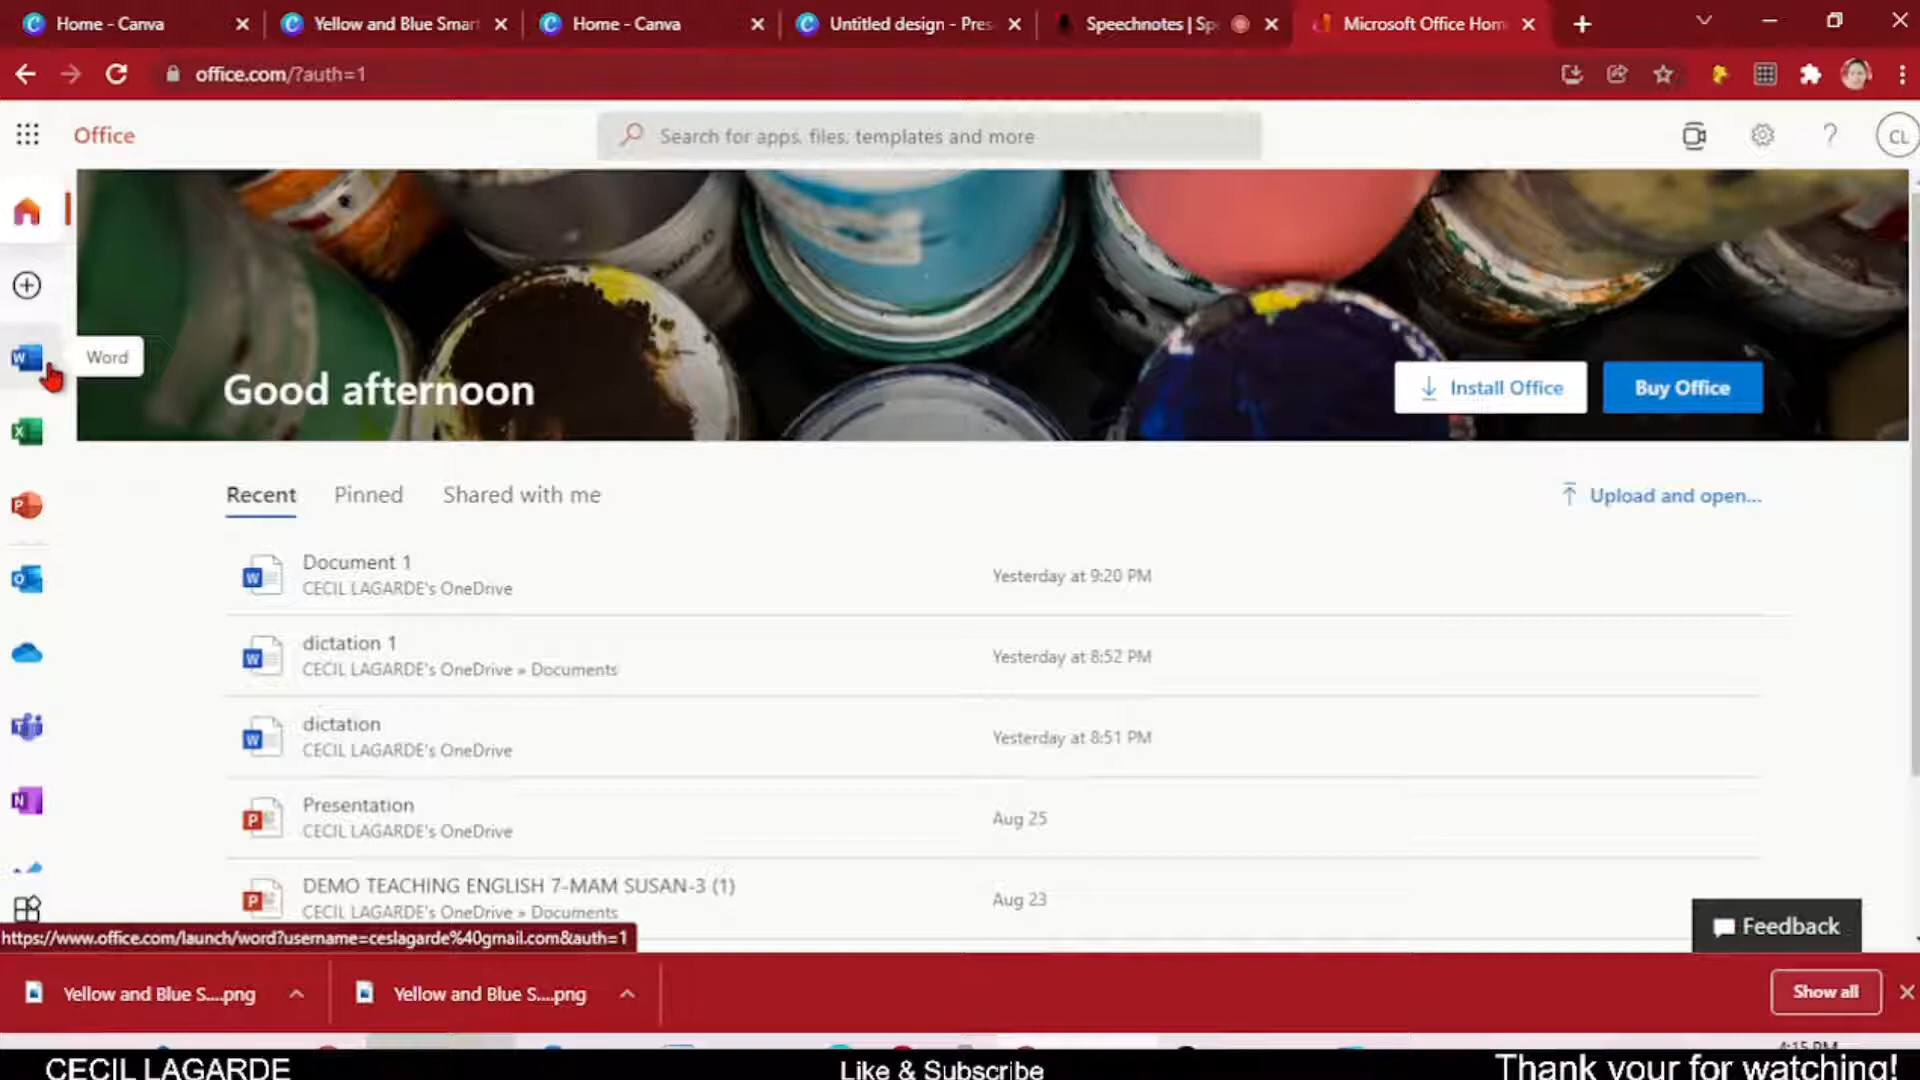 Home - Canva
Yellow and Blue Smar
Home - Canva
Untitled design - Pres
Speechnotes | Sp
Microsoft Office Hom
office.com/?auth=1
Office
Search for apps, files, templates and more
CL
Word
Good afternoon
Install Office
Buy Office
Recent
Pinned
Shared with me
Upload and open...
Document 1
CECIL LAGARDE's OneDrive
Yesterday at 9:20 PM
dictation 1
CECIL LAGARDE's OneDrive » Documents
Yesterday at 8:52 PM
dictation
CECIL LAGARDE's OneDrive
Yesterday at 8:51 PM
Presentation
CECIL LAGARDE's OneDrive
Aug 25
DEMO TEACHING ENGLISH 7-MAM SUSAN-3 (1)
CECIL LAGARDE's OneDrive » Documents
Aug 23
Feedback
https://www.office.com/launch/word?username=ceslagarde%40gmail.com&auth=1
Yellow and Blue S....png
Yellow and Blue S....png
Show all
4:15 PM
CECIL LAGARDE
Like & Subscribe
Thank your for watching!